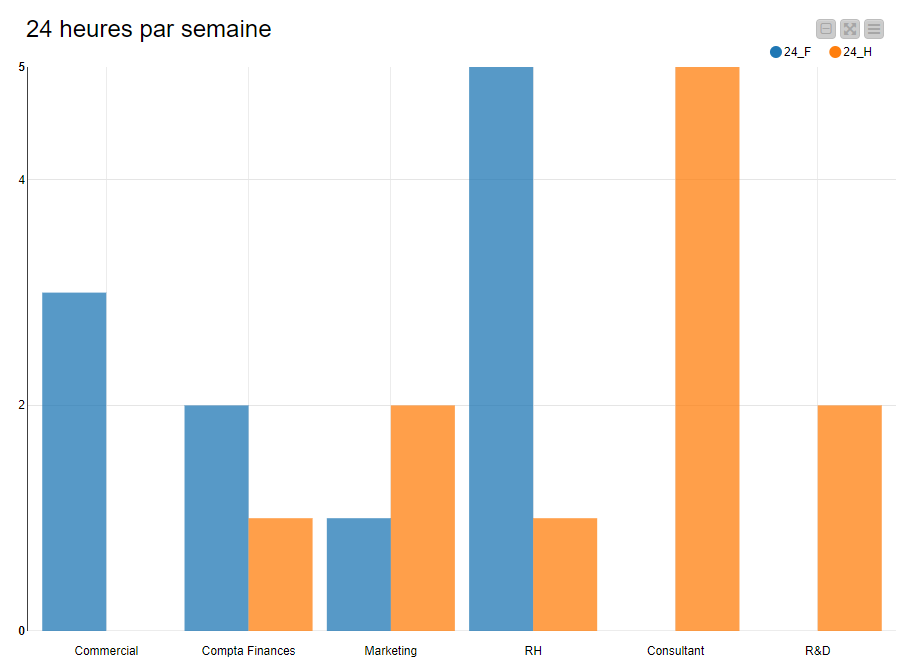 24 heures par semaine
24_F 24_H
5
4
2
0
Commercial Compta Finances Marketing RH Consultant R&D